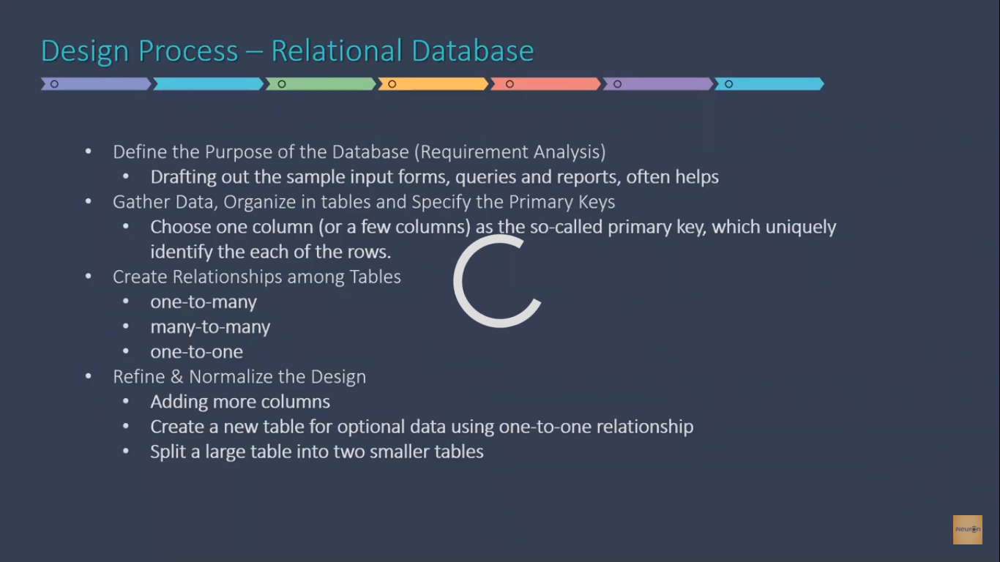 Design Process – Relational Database
• Define the Purpose of the Database (Requirement Analysis)
• Drafting out the sample input forms, queries and reports, often helps
• Gather Data, Organize in tables and Specify the Primary Keys
• Choose one column (or a few columns) as the so-called primary key, which uniquely
identify the each of the rows.
• Create Relationships among Tables
• one-to-many
• many-to-many
• one-to-one
• Refine & Normalize the Design
• Adding more columns
• Create a new table for optional data using one-to-one relationship
• Split a large table into two smaller tables
Neuron